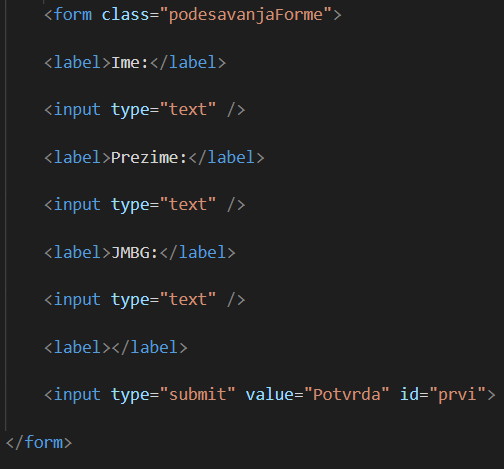 <form class="podesavanjaForme">
<label>Ime:</label>
<input type="text" />
<label>Prezime:</label>
<input type="text" />
<label>JMBG:</label>
<input type="text" />
<label></label>
<input type="submit" value="Potvrda" id="prvi">
</form>